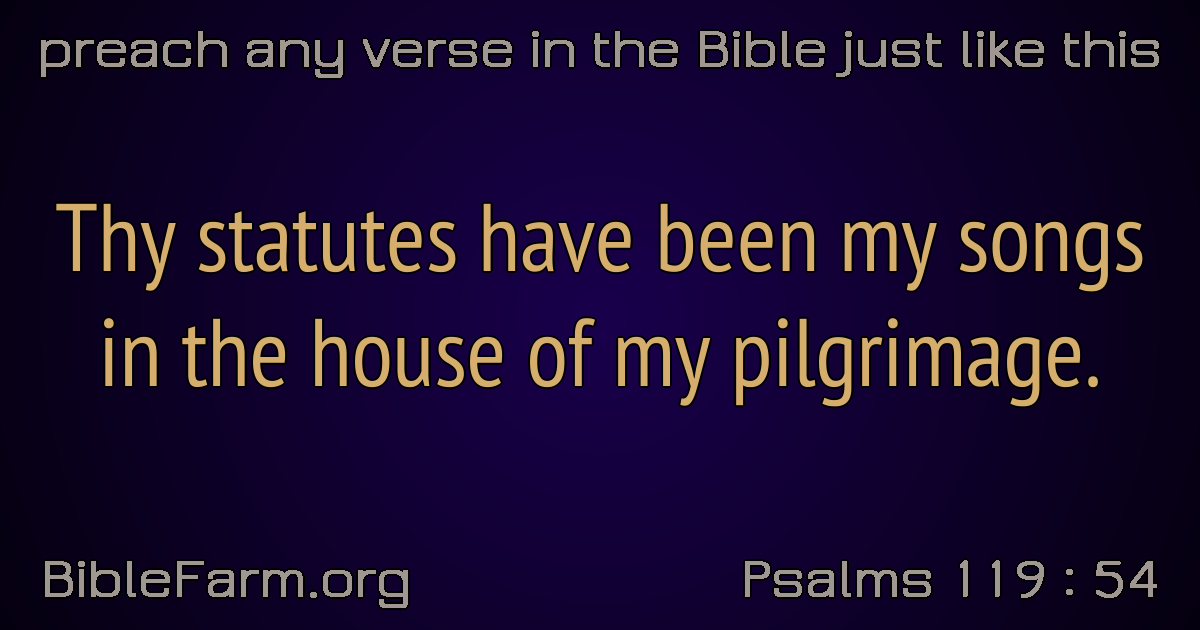 preach any verse in the Bible just like this
Thy statutes have been my songs
in the house of my pilgrimage.
BibleFarm.org
Psalms 119 : 54